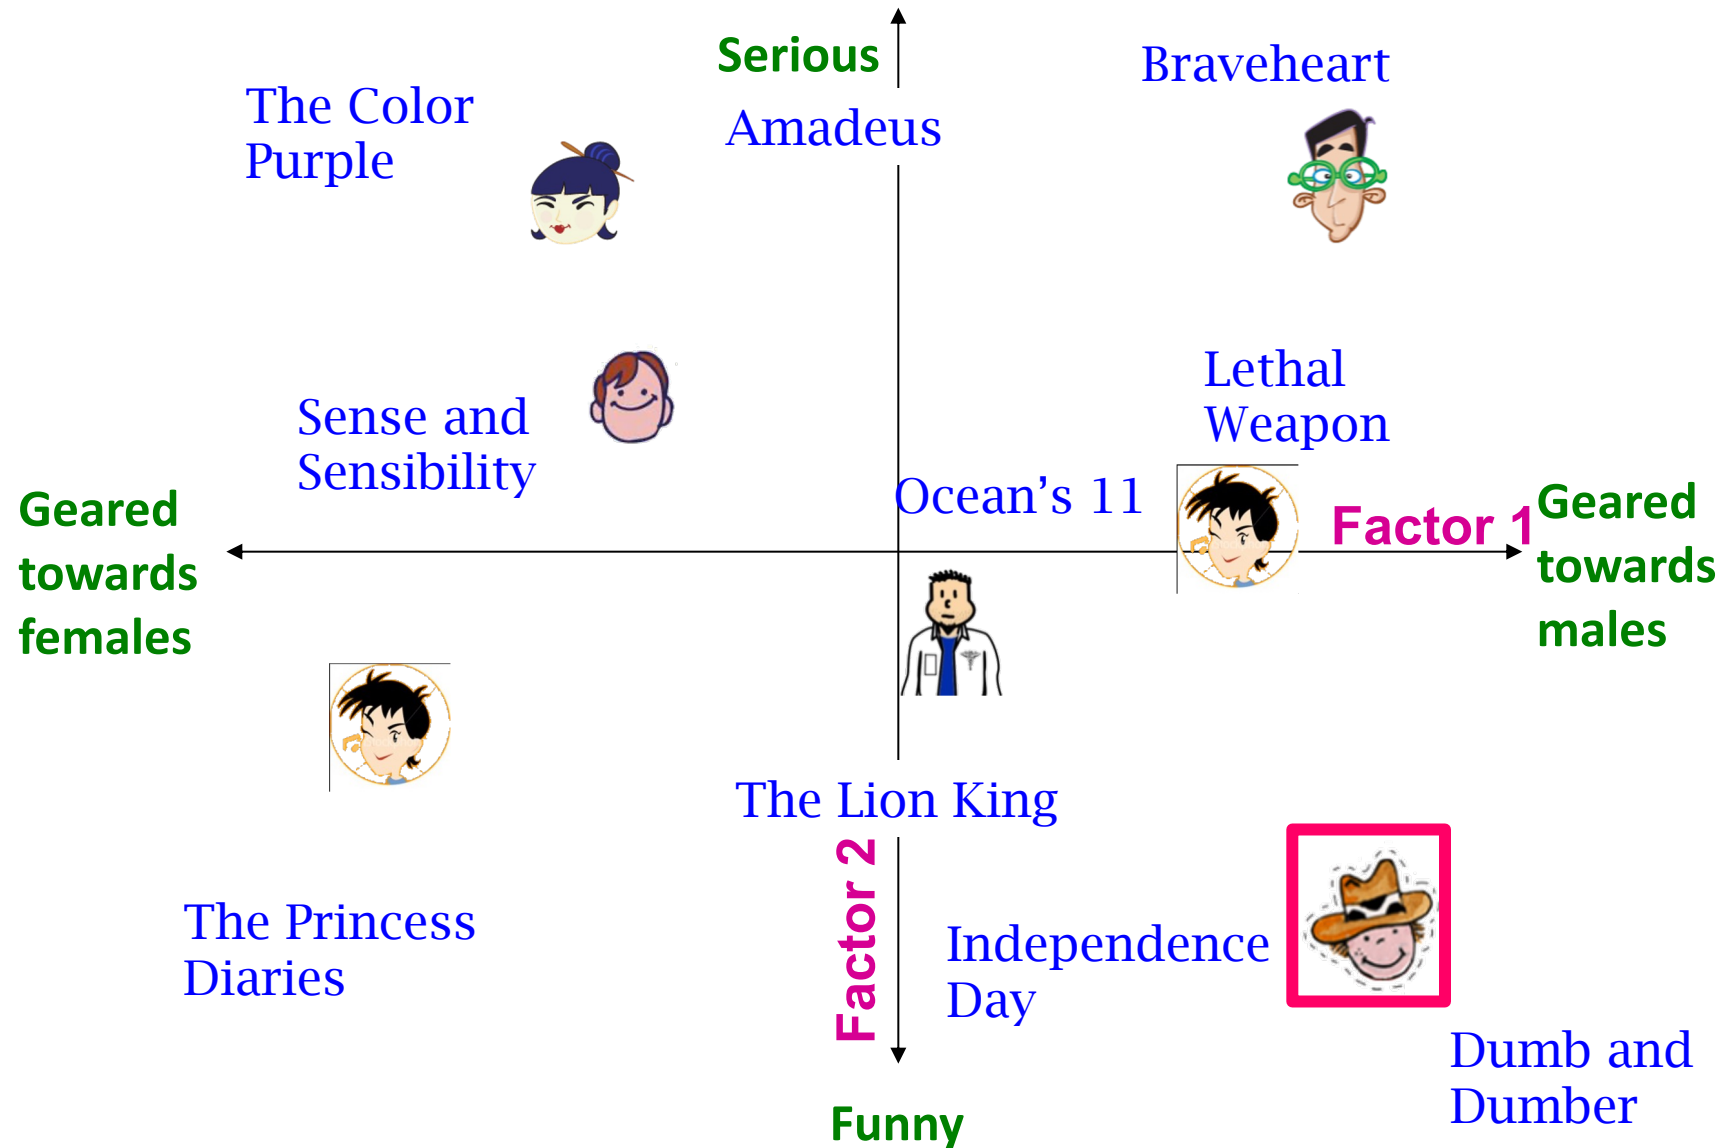 Serious
Braveheart
The Color
Purple
Amadeus
Lethal
Weapon
Sense and
Sensibility
Ocean’s 11
Geared
towards
females
Factor 1
Geared
towards
males
The Lion King
Factor 2
The Princess
Diaries
Independence
Day
Dumb and
Dumber
Funny